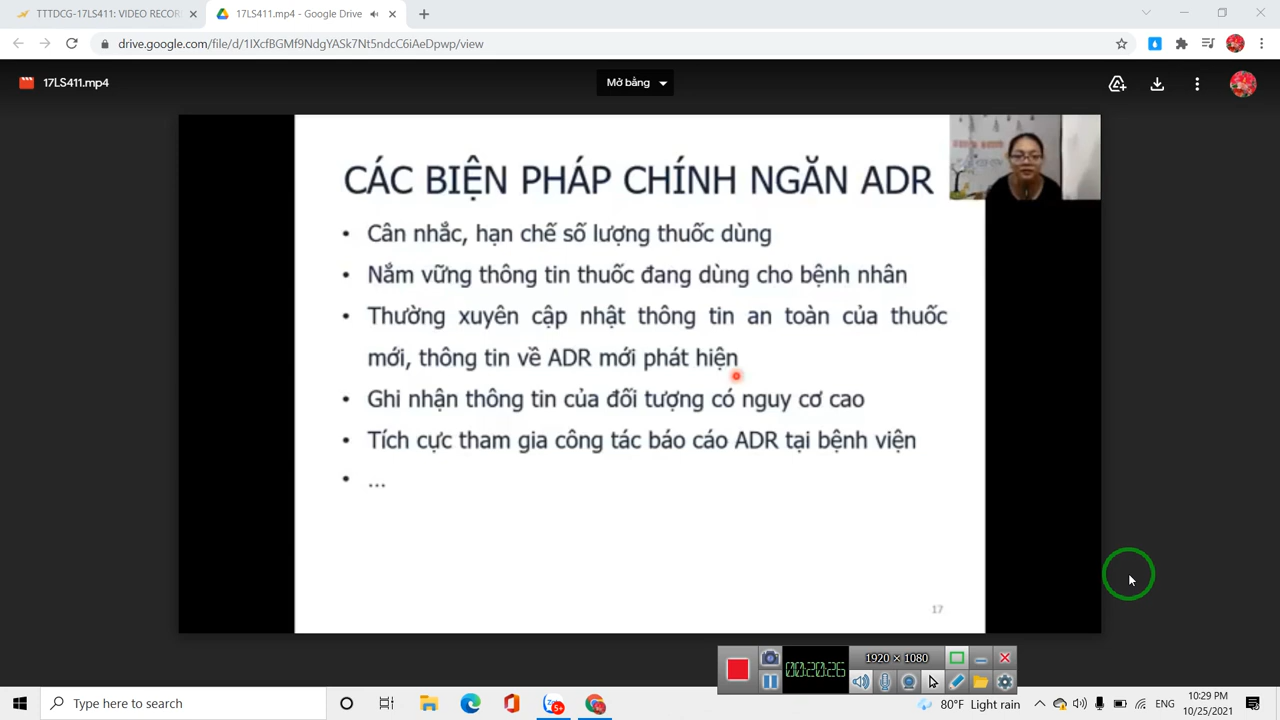 TTTDCG-17LS411: VIDEO RECOR
17LS411.mp4 - Google Drive
drive.google.com/file/d/1IXcfBGMf9NdgYASk7Nt5ndcC6iAeDpwp/view
17LS411.mp4
Mở bằng
CÁC BIỆN PHÁP CHÍNH NGĂN ADR
• Cân nhắc, hạn chế số lượng thuốc dùng
• Nắm vững thông tin thuốc đang dùng cho bệnh nhân
• Thường xuyên cập nhật thông tin an toàn của thuốc
mới, thông tin về ADR mới phát hiện
• Ghi nhận thông tin của đối tượng có nguy cơ cao
• Tích cực tham gia công tác báo cáo ADR tại bệnh viện
• ...
17
1920 × 1080
00:20:26
Type here to search
5+
80°F Light rain
ENG
10:29 PM
10/25/2021